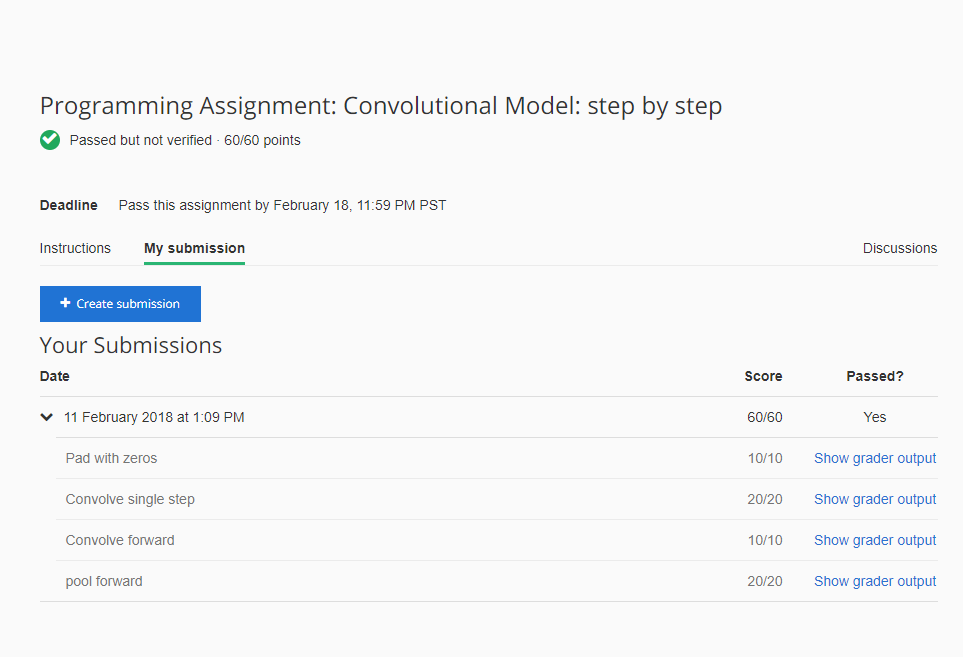 Programming Assignment: Convolutional Model: step by step
Passed but not verified · 60/60 points
Deadline Pass this assignment by February 18, 11:59 PM PST
Instructions My submission Discussions
+ Create submission
Your Submissions
Date Score Passed?
11 February 2018 at 1:09 PM 60/60 Yes
Pad with zeros 10/10 Show grader output
Convolve single step 20/20 Show grader output
Convolve forward 10/10 Show grader output
pool forward 20/20 Show grader output